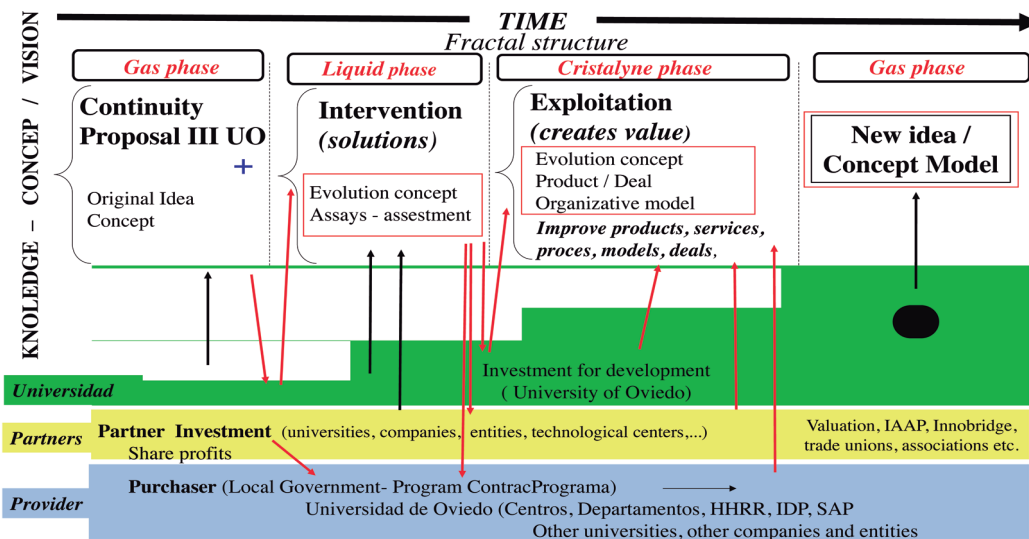 TIME
Fractal structure
KNOLEDGE – CONCEP / VISION
Gas phase
Liquid phase
Cristalyne phase
Gas phase
Continuity
Proposal III UO
+
Original Idea
Concept
Intervention
(solutions)
Evolution concept
Assays - assestment
Exploitation
(creates value)
Evolution concept
Product / Deal
Organizative model
Improve products, services,
proces, models, deals,
New idea /
Concept Model
Universidad
Investment for development
( University of Oviedo)
Partners
Partner Investment (universities, companies, entities, technological centers,...)
Share profits
Valuation, IAAP, Innobridge,
trade unions, associations etc.
Provider
Purchaser (Local Government- Program ContracPrograma)
Universidad de Oviedo (Centros, Departamentos, HHRR, IDP, SAP
Other universities, other companies and entities